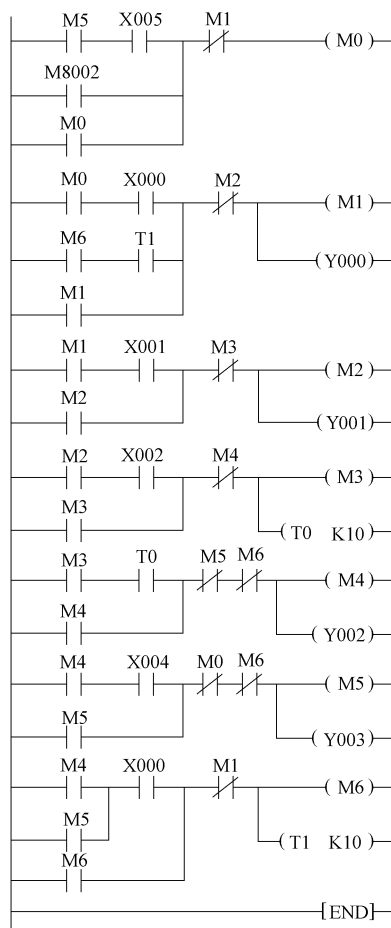 M5 X005 M1
( M0 )
M8002
M0
M0 X000 M2
( M1 )
M6 T1
(Y000)
M1
M1 X001 M3
( M2 )
M2
( Y001)
M2 X002 M4
( M3 )
M3
( T0 K10 )
M3 T0 M5 M6
( M4 )
M4
( Y002 )
M4 X004 M0 M6
( M5 )
M5
( Y003 )
M4 X000 M1
( M6 )
M5
( T1 K10 )
M6
[END]